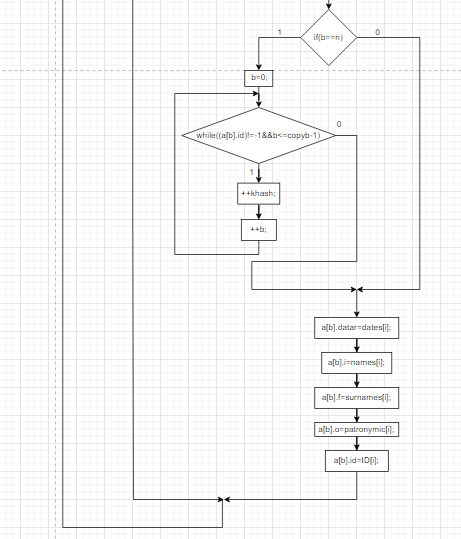 1
if(b==n)
0
b=0;
0
while((a[b].id)!=-1&&b<=copyb-1)
1
++khash;
++b;
a[b].datar=dates[i];
a[b].i=names[i];
a[b].f=surnames[i];
a[b].o=patronymic[i];
a[b].id=ID[i];